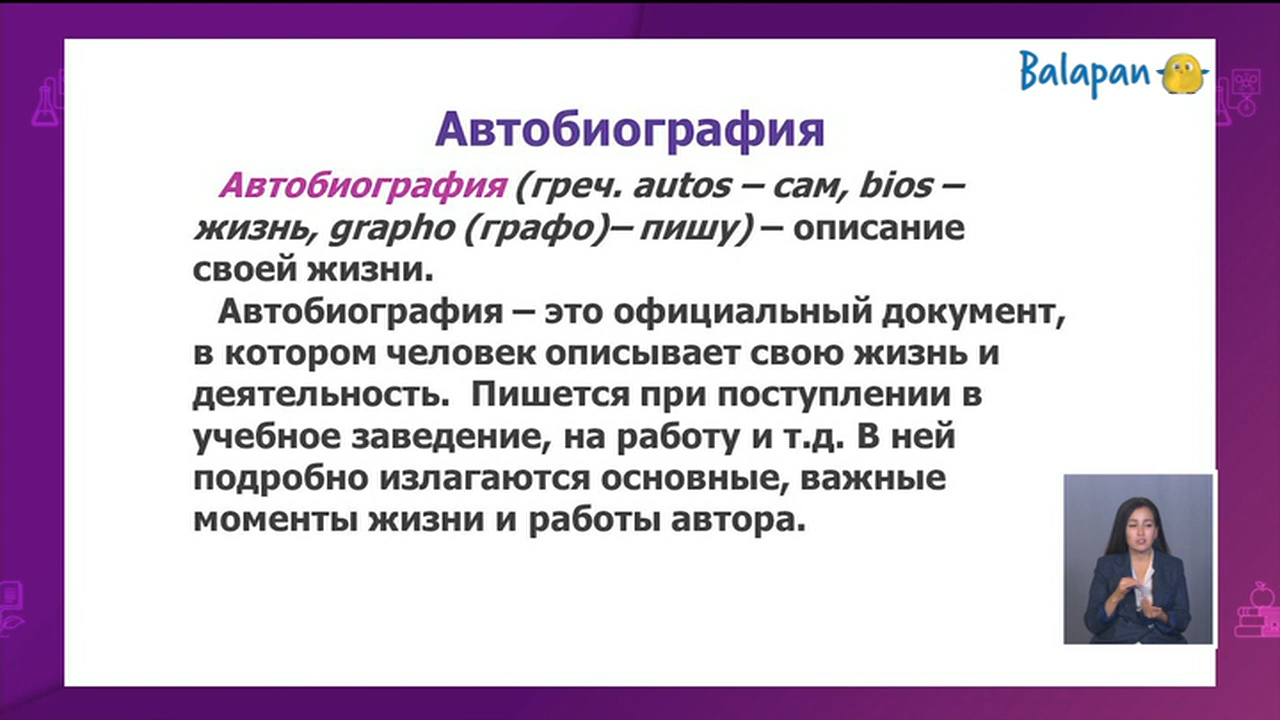 Balapan
Автобиография
Автобиография (греч. autos – сам, bios –
жизнь, grapho (графо)– пишу) – описание
своей жизни.
Автобиография – это официальный документ,
в котором человек описывает свою жизнь и
деятельность. Пишется при поступлении в
учебное заведение, на работу и т.д. В ней
подробно излагаются основные, важные
моменты жизни и работы автора.